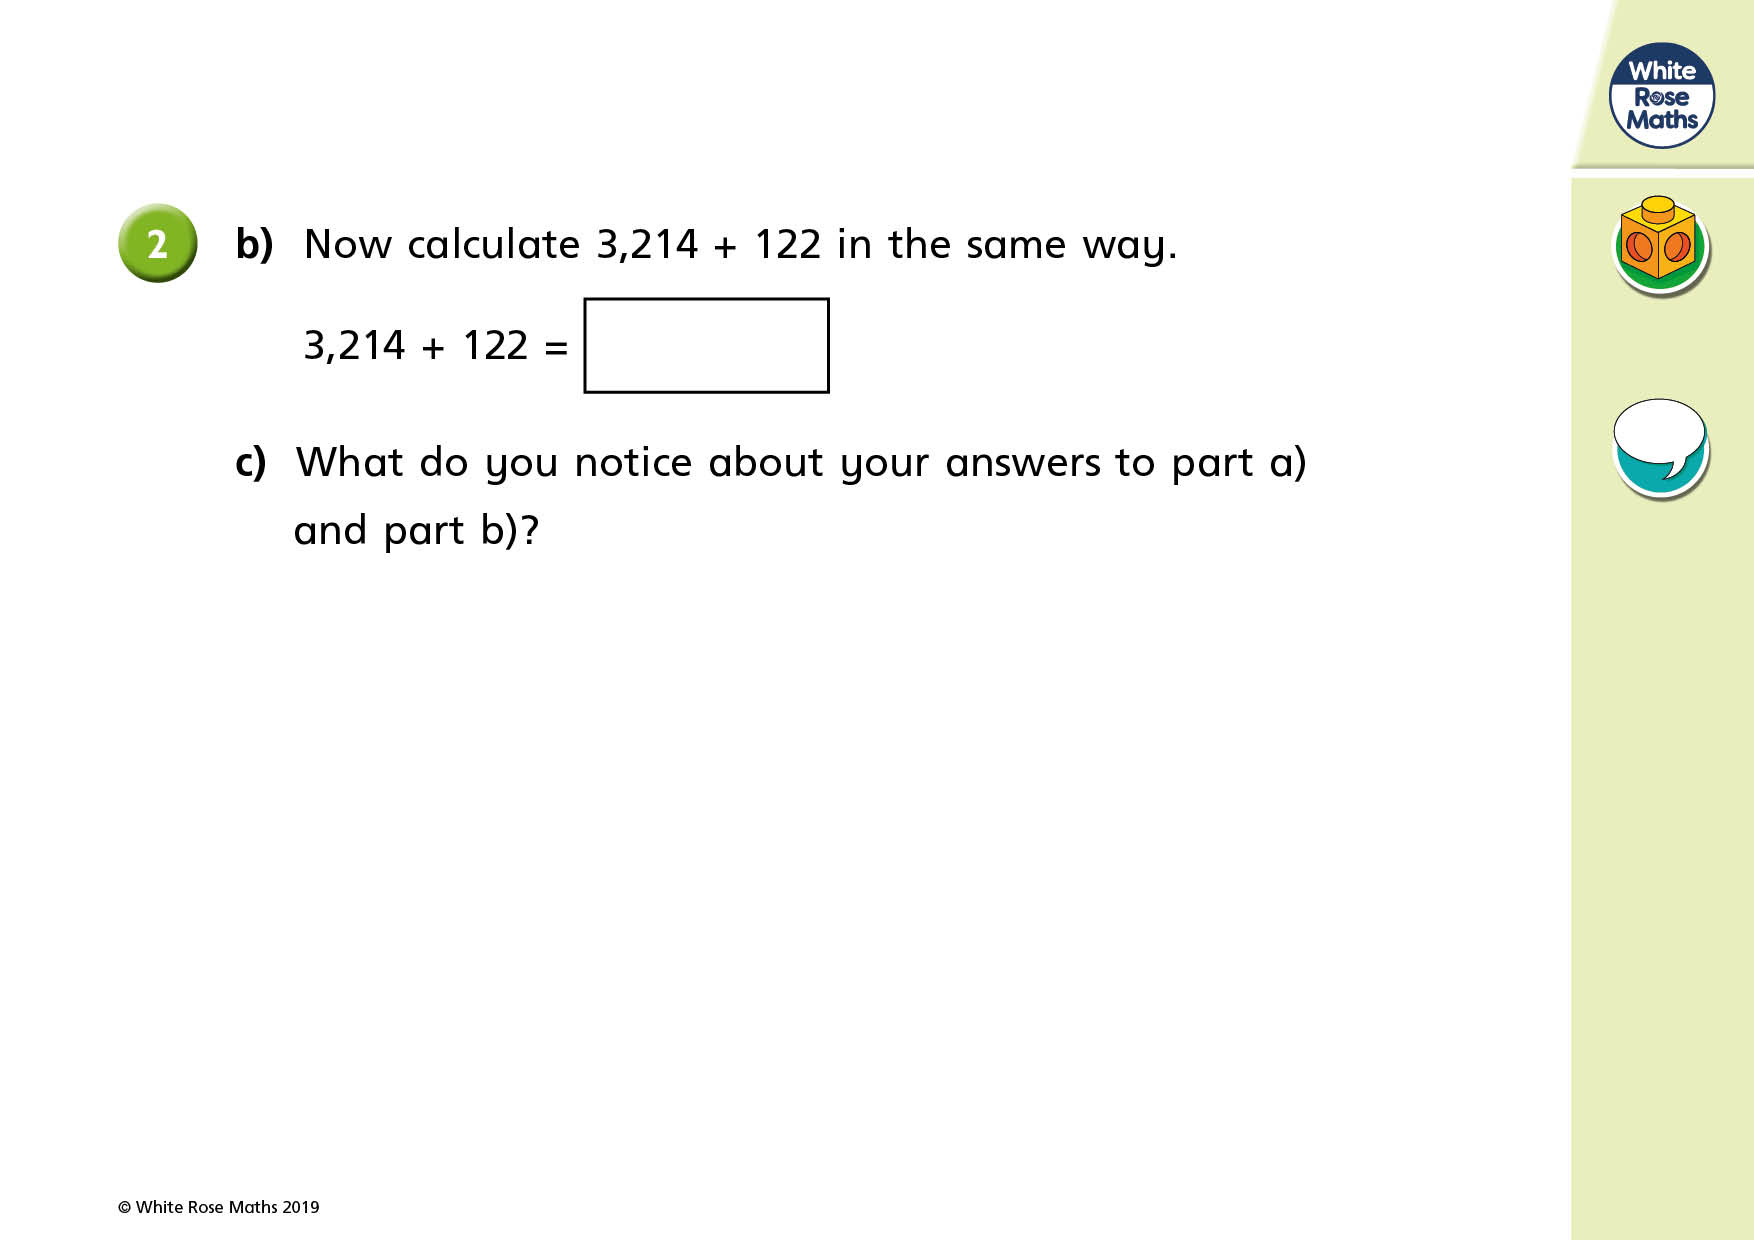 White
Rose
Maths
2 b) Now calculate 3,214 + 122 in the same way.
3,214 + 122 =
c) What do you notice about your answers to part a)
and part b)?
© White Rose Maths 2019